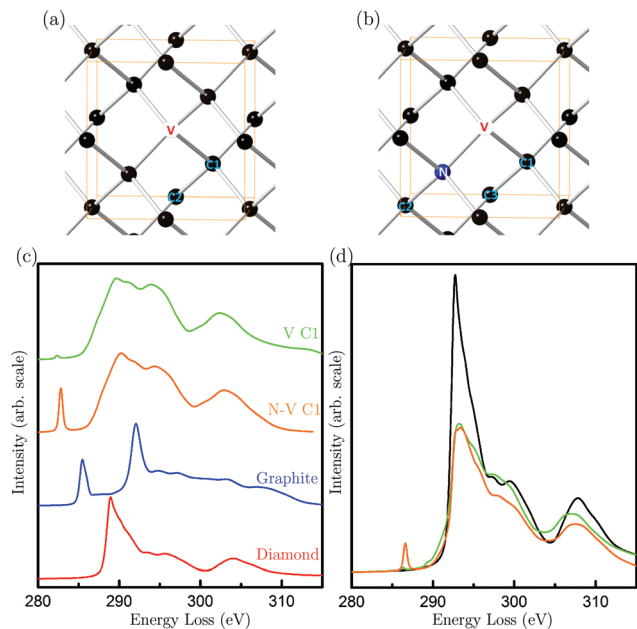 (a)
(b)
V
C1
C2
V
N
C1
C2
C3
(c)
(d)
V C1
N-V C1
Graphite
Diamond
Intensity (arb. scale)
280 290 300 310
Energy Loss (eV)
Intensity (arb. scale)
280 290 300 310
Energy Loss (eV)